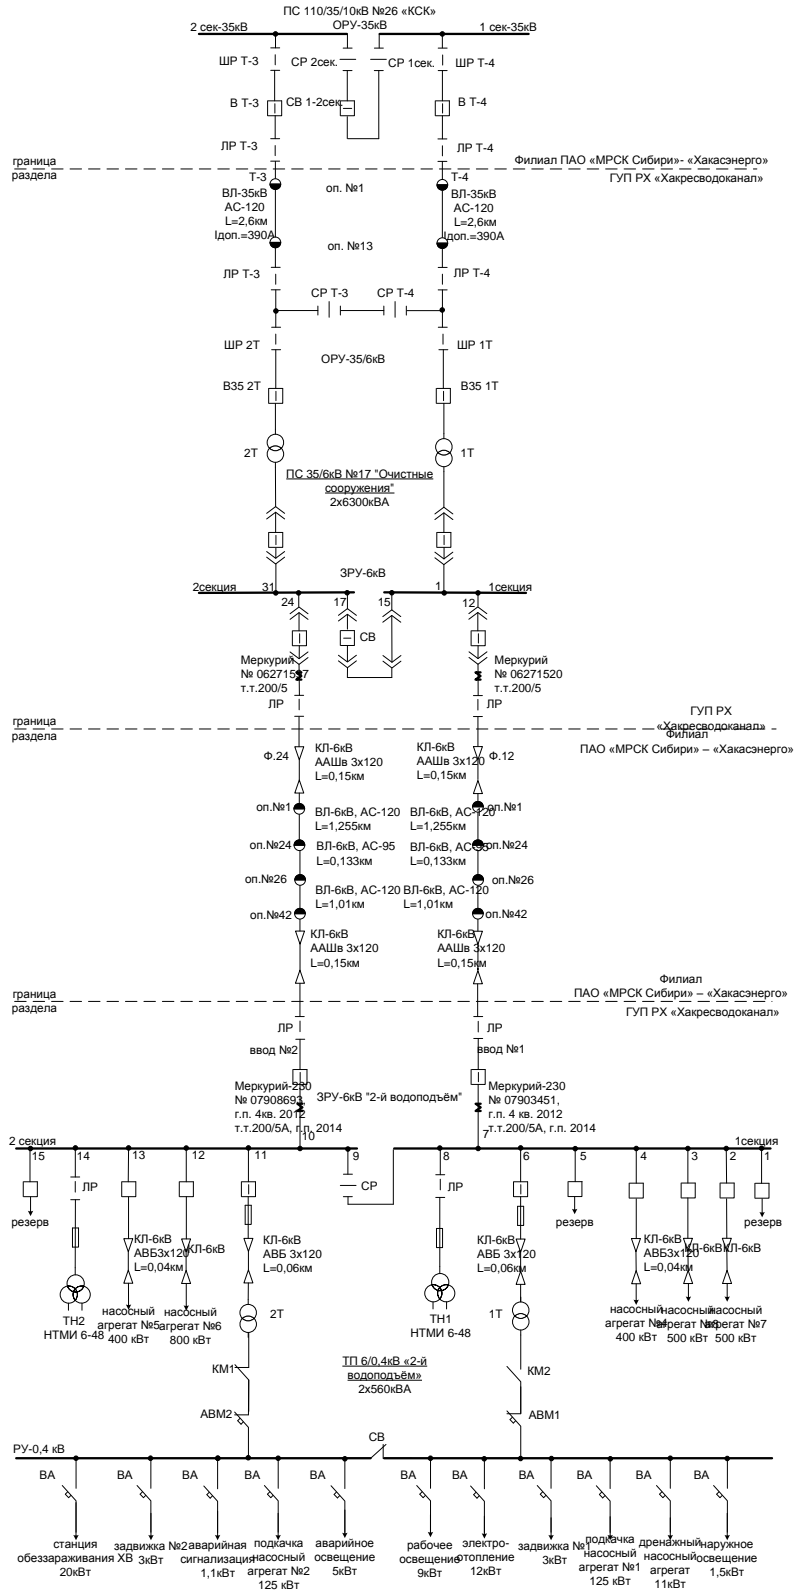 ПС 110/35/10кВ №26 «КСК»
2 сек-35кВ
ОРУ-35кВ
1 сек-35кВ
ШР Т-3
СР 2сек.
СР 1сек.
ШР Т-4
В Т-3
СВ 1-2сек.
В Т-4
ЛР Т-3
ЛР Т-4
граница
раздела
Филиал ПАО «МРСК Сибири»- «Хакасэнерго»
ГУП РХ «Хакресводоканал»
Т-3
ВЛ-35кВ
АС-120
L=2,6км
Iдоп.=390А
оп. №1
оп. №13
Т-4
ВЛ-35кВ
АС-120
L=2,6км
Iдоп.=390А
ЛР Т-3
ЛР Т-4
СР Т-3
СР Т-4
ШР 2Т
ШР 1Т
ОРУ-35/6кВ
В35 2Т
В35 1Т
2Т
1Т
ПС 35/6кВ №17 "Очистные
сооружения"
2х6300кВА
ЗРУ-6кВ
2секция
31
1
1секция
24
17
15
12
СВ
Меркурий
т.т.200/5
Меркурий
№ 06271520
т.т.200/5
ЛР
ЛР
граница
раздела
ГУП РХ
«Хакресводоканал»
Филиал
ПАО «МРСК Сибири» – «Хакасэнерго»
Ф.24
КЛ-6кВ
ААШв 3х120
L=0,15км
КЛ-6кВ
ААШв 3х120
L=0,15км
Ф.12
оп.№1
ВЛ-6кВ, АС-120
L=1,255км
ВЛ-6кВ, АС-120
L=1,255км
оп.№1
оп.№24
ВЛ-6кВ, АС-95
L=0,133км
ВЛ-6кВ, АС-95
L=0,133км
оп.№24
оп.№26
ВЛ-6кВ, АС-120
L=1,01км
ВЛ-6кВ, АС-120
L=1,01км
оп.№26
оп.№42
оп.№42
КЛ-6кВ
ААШв 3х120
L=0,15км
КЛ-6кВ
ААШв 3х120
L=0,15км
граница
раздела
Филиал
ПАО «МРСК Сибири» – «Хакасэнерго»
ГУП РХ «Хакресводоканал»
ЛР
ЛР
ввод №2
ввод №1
Меркурий-230
№ 07908693,
г.п. 4кв. 2012
т.т.200/5А, г.п. 2014
ЗРУ-6кВ "2-й водоподъём"
Меркурий-230
№ 07903451,
г.п. 4 кв. 2012
т.т.200/5А, г.п. 2014
2 секция
10
7
1секция
15
14
13
12
11
9
8
6
5
4
3
2
1
ЛР
СР
ЛР
резерв
резерв
резерв
КЛ-6кВ
АВБ3х120
L=0,04км
КЛ-6кВ
КЛ-6кВ
АВБ 3х120
L=0,06км
КЛ-6кВ
АВБ 3х120
L=0,06км
КЛ-6кВ
АВБ3х120
L=0,04км
КЛ-6кВ
КЛ-6кВ
ТН2
НТМИ 6-48
насосный
агрегат №5
400 кВт
насосный
агрегат №6
800 кВт
2Т
ТН1
НТМИ 6-48
1Т
насосный
агрегат №4
400 кВт
насосный
агрегат №8
500 кВт
насосный
агрегат №7
500 кВт
КМ1
ТП 6/0,4кВ «2-й
водоподъём»
2х560кВА
КМ2
АВМ2
АВМ1
РУ-0,4 кВ
СВ
ВА
ВА
ВА
ВА
ВА
ВА
ВА
ВА
ВА
ВА
ВА
станция
обеззараживания ХВ
20кВт
задвижка №2
3кВт
аварийная
сигнализация
1,1кВт
подкачка
насосный
агрегат №2
125 кВт
аварийное
освещение
5кВт
рабочее
освещение
9кВт
электро-
отопление
12кВт
задвижка №1
3кВт
подкачка
насосный
агрегат №1
125 кВт
дренажный
насосный
агрегат
11кВт
наружное
освещение
1,5кВт